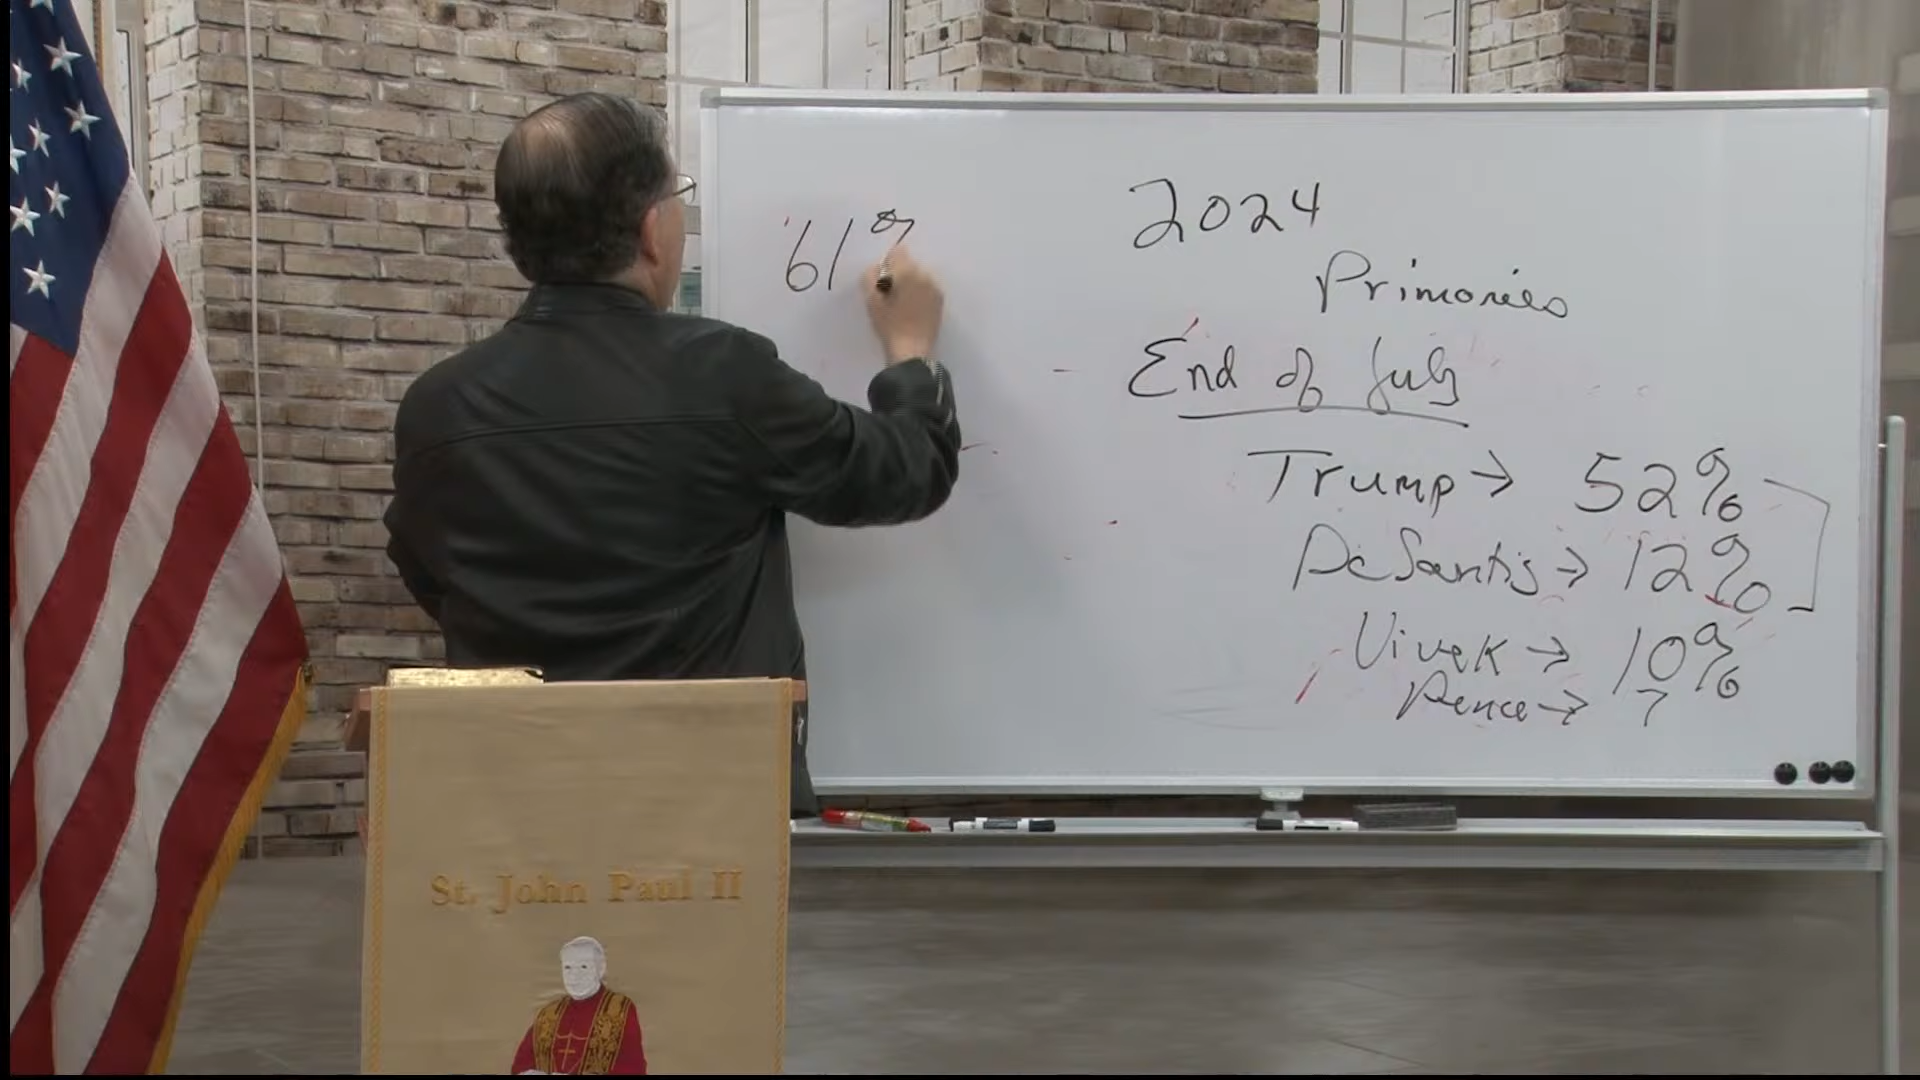 61%
2024
Primaries
End of July
Trump → 52%
DeSantis → 12%
Vivek → 10%
Pence → 7
St. John Paul II